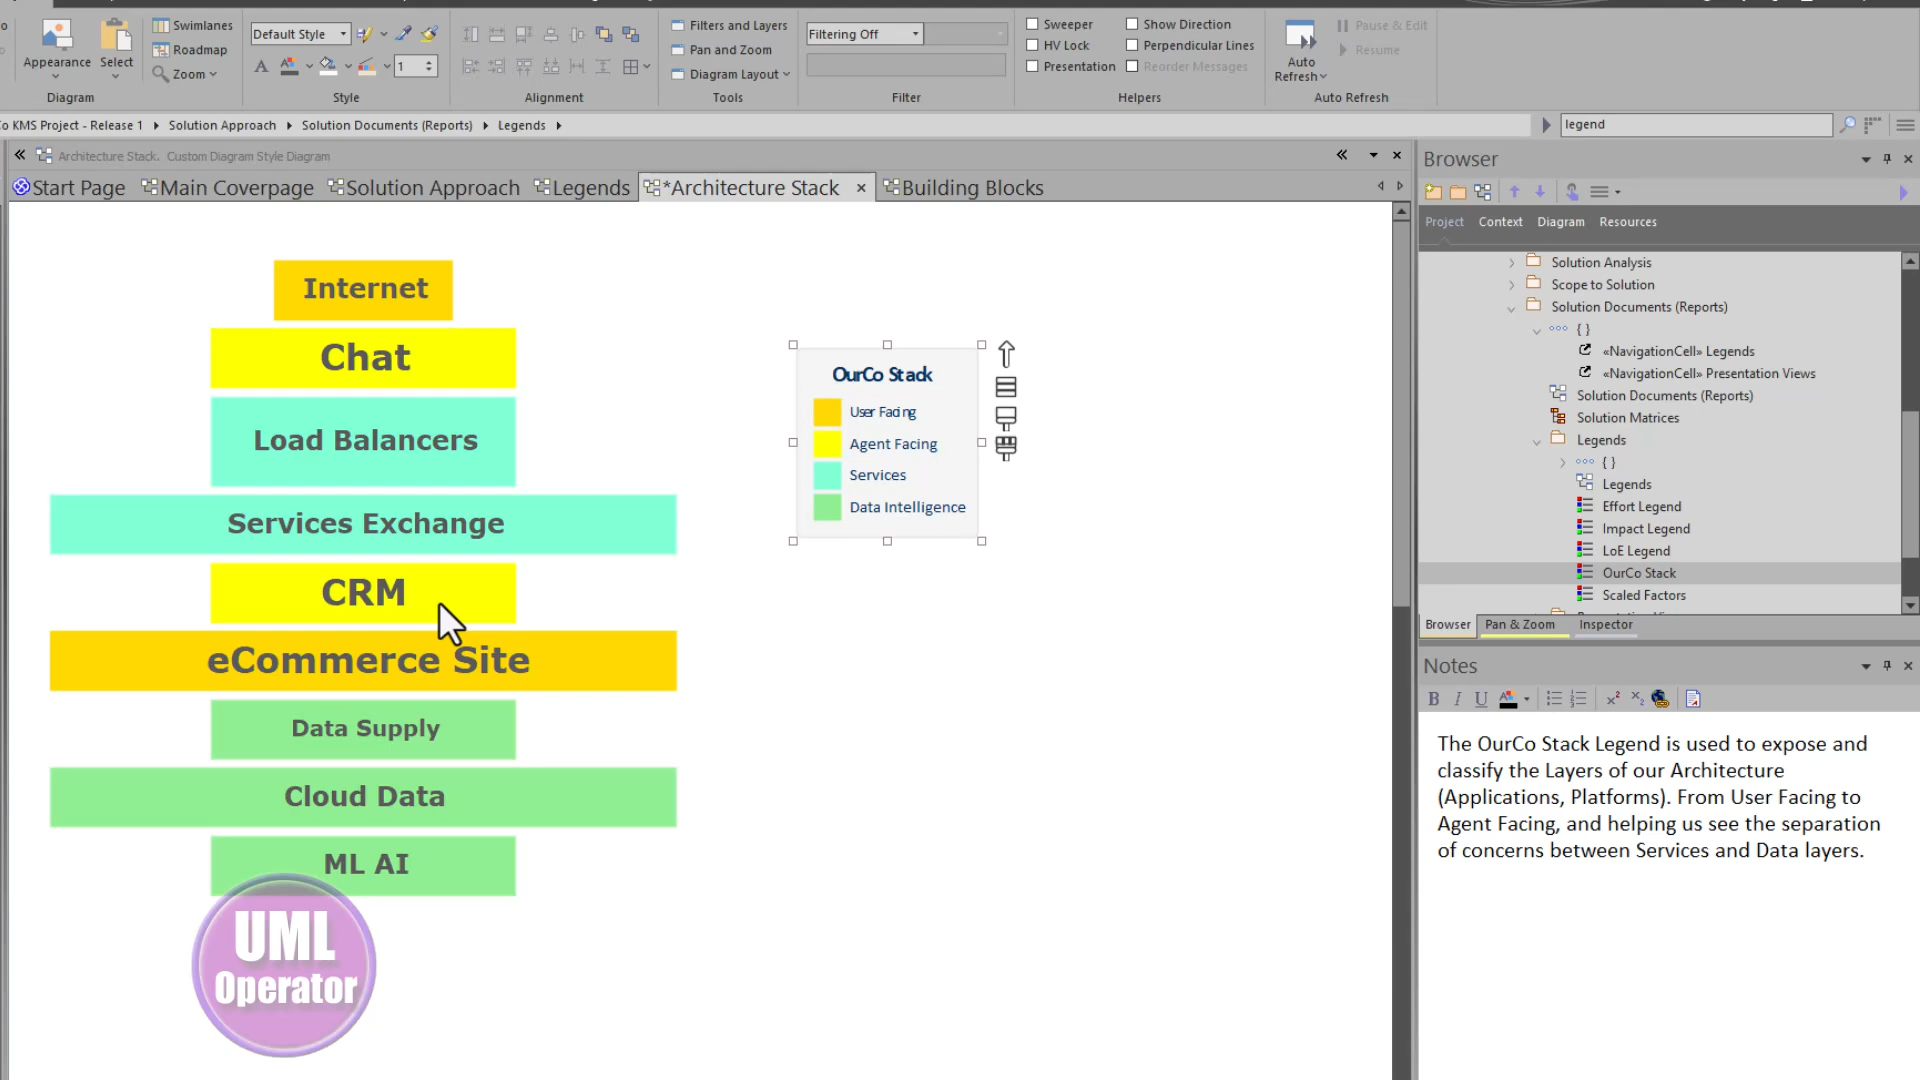 Appearance
Select
Swimlanes
Roadmap
Zoom
Diagram
Default Style
1
Style
Alignment
Filters and Layers
Pan and Zoom
Diagram Layout
Tools
Filtering Off
Filter
Sweeper
HV Lock
Presentation
Show Direction
Perpendicular Lines
Reorder Messages
Helpers
Auto
Refresh
Pause & Edit
Resume
Auto Refresh
Co KMS Project - Release 1
Solution Approach
Solution Documents (Reports)
Legends
legend
Architecture Stack. Custom Diagram Style Diagram
Start Page
Main Coverpage
Solution Approach
Legends
*Architecture Stack
Building Blocks
Internet
Chat
Load Balancers
Services Exchange
CRM
eCommerce Site
Data Supply
Cloud Data
ML AI
UML
Operator
OurCo Stack
User Facing
Agent Facing
Services
Data Intelligence
Browser
Project
Context
Diagram
Resources
Solution Analysis
Scope to Solution
Solution Documents (Reports)
{ }
«NavigationCell» Legends
«NavigationCell» Presentation Views
Solution Documents (Reports)
Solution Matrices
Legends
{ }
Legends
Effort Legend
Impact Legend
LoE Legend
OurCo Stack
Scaled Factors
Browser
Pan & Zoom
Inspector
Notes
The OurCo Stack Legend is used to expose and
classify the Layers of our Architecture
(Applications, Platforms). From User Facing to
Agent Facing, and helping us see the separation
of concerns between Services and Data layers.